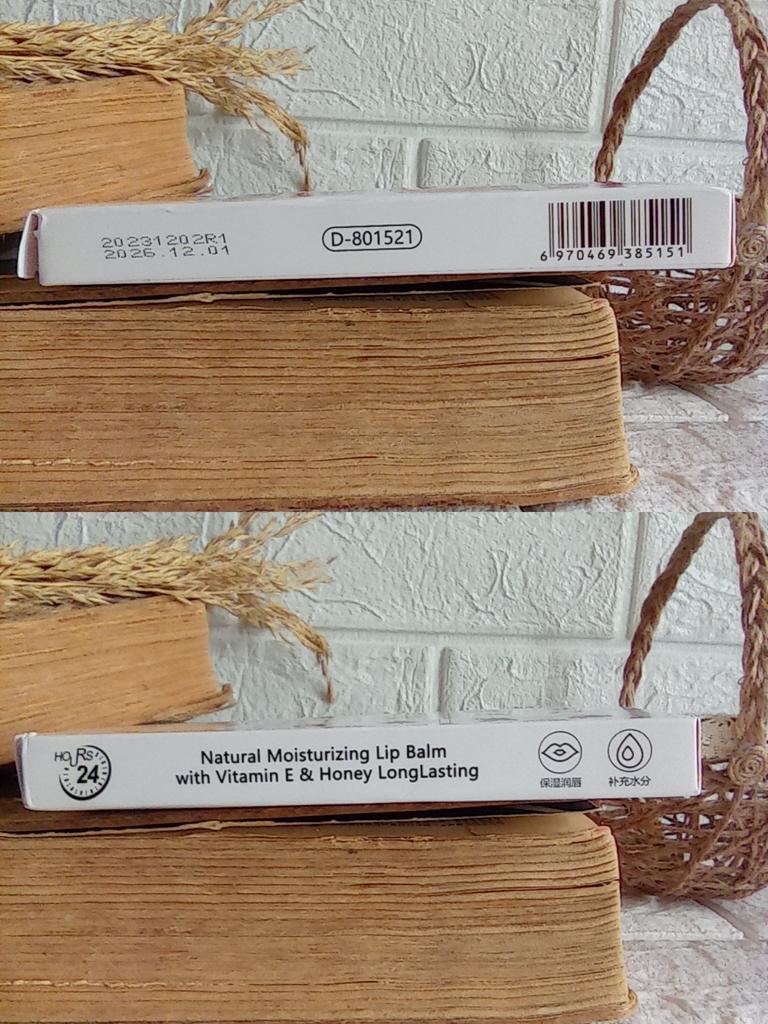 20231202R1
2026.12.01
D-801521
6 970469 385151
HOURS
24
Natural Moisturizing Lip Balm
with Vitamin E & Honey LongLasting
保湿润唇
补充水分